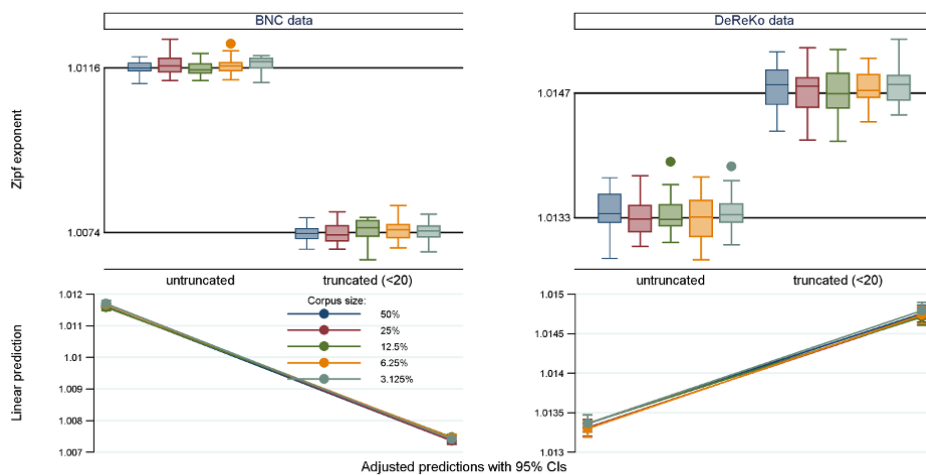 BNC data
DeReKo data
Zipf exponent
1.0116
1.0074
1.0147
1.0133
untruncated
truncated (<20)
untruncated
truncated (<20)
Linear prediction
1.012
1.011
1.01
1.009
1.008
1.007
Corpus size:
50%
25%
12.5%
6.25%
3.125%
1.015
1.0145
1.014
1.0135
1.013
Adjusted predictions with 95% CIs